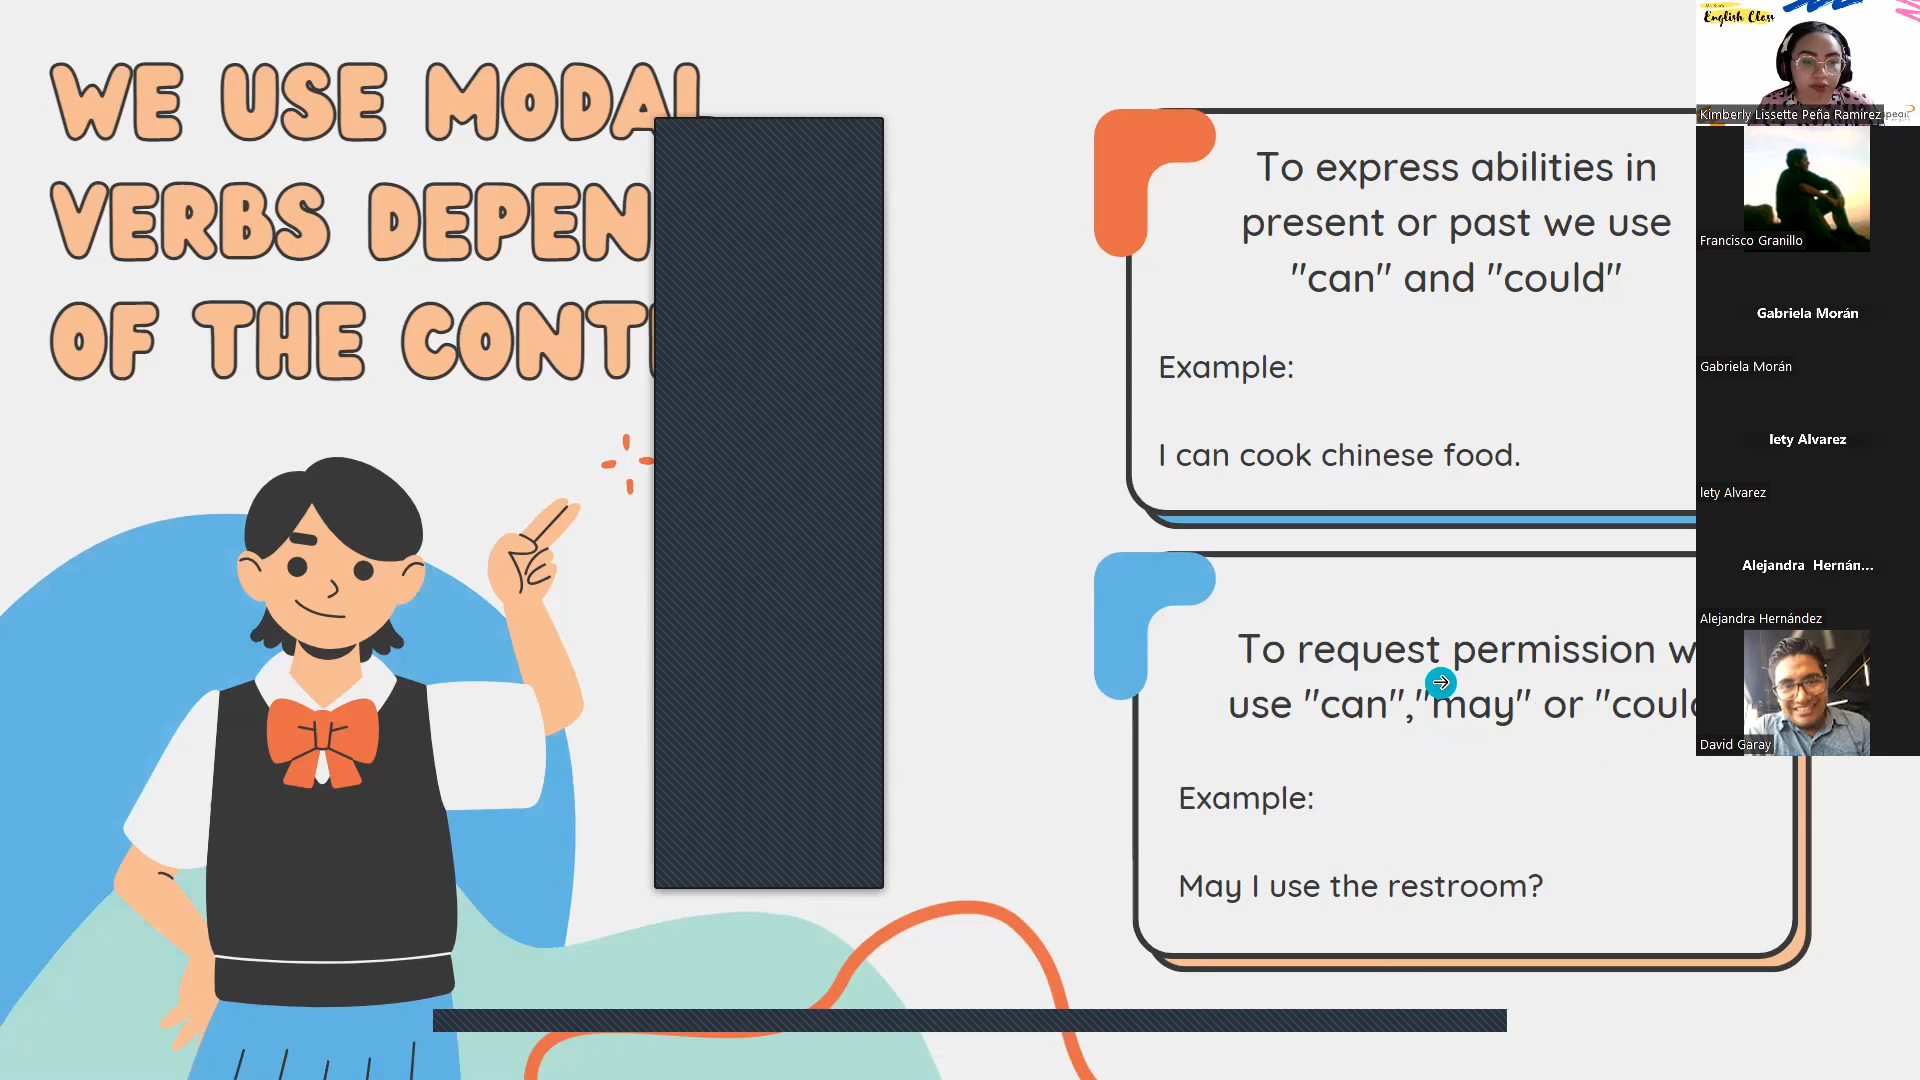 WE USE MODAL
VERBS
OF THE
To express abilities in
present or past we use
"can" and "could"
Example:
I can cook chinese food.
To request permission
use "can","may" or
Example:
May I use the restroom?
English Class
Kimberly Lissette Peña Ramirez
speak
Francisco Granillo
Gabriela Morán
Gabriela Morán
lety Alvarez
lety Alvarez
Alejandra Hernán...
Alejandra Hernández
David Garay